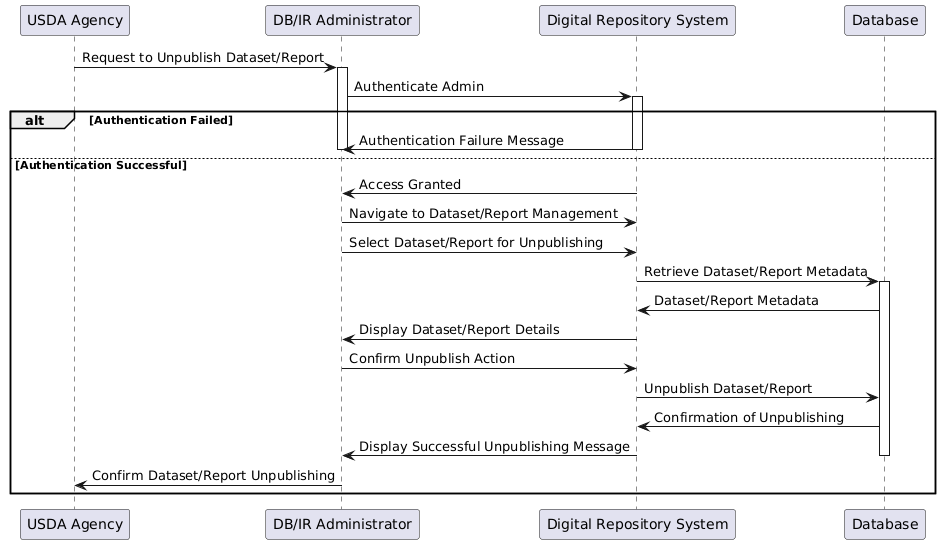 USDA Agency
DB/IR Administrator
Digital Repository System
Database
Request to Unpublish Dataset/Report
Authenticate Admin
alt
[Authentication Failed]
Authentication Failure Message
[Authentication Successful]
Access Granted
Navigate to Dataset/Report Management
Select Dataset/Report for Unpublishing
Retrieve Dataset/Report Metadata
Dataset/Report Metadata
Display Dataset/Report Details
Confirm Unpublish Action
Unpublish Dataset/Report
Confirmation of Unpublishing
Display Successful Unpublishing Message
Confirm Dataset/Report Unpublishing
USDA Agency
DB/IR Administrator
Digital Repository System
Database